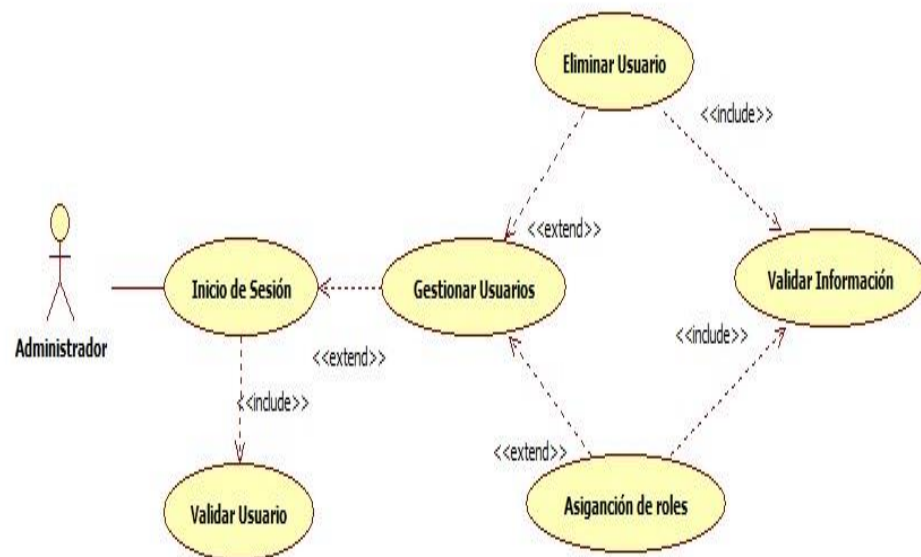 Eliminar Usuario
<<include>>
<<extend>>
Inicio de Sesión
Gestionar Usuarios
Validar Información
Administrador
<<extend>>
<<include>>
<<include>>
<<extend>>
Validar Usuario
Asigancíón de roles